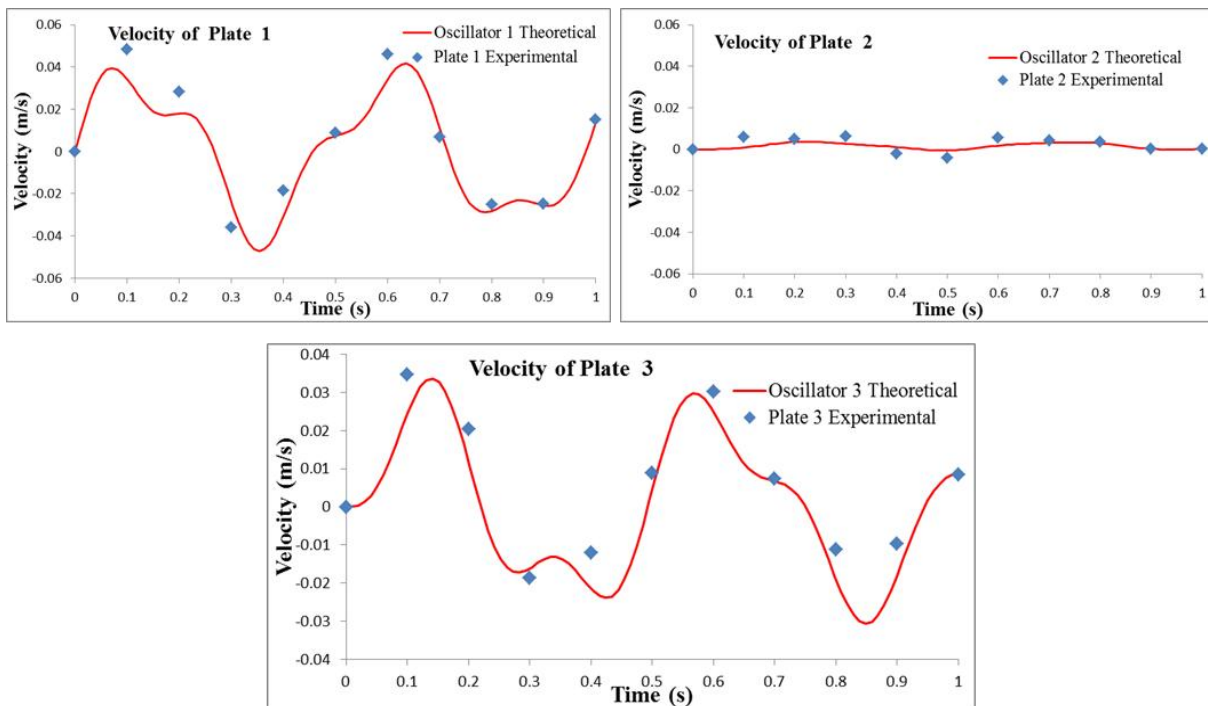 Velocity of Plate 1
Oscillator 1 Theoretical
Plate 1 Experimental
Velocity (m/s)
0.06
0.04
0.02
0
-0.02
-0.04
-0.06
0 0.1 0.2 0.3 0.4 0.5 0.6 0.7 0.8 0.9 1
Time (s)
Velocity of Plate 2
Oscillator 2 Theoretical
Plate 2 Experimental
Velocity (m/s)
0.06
0.04
0.02
0
-0.02
-0.04
-0.06
0 0.1 0.2 0.3 0.4 0.5 0.6 0.7 0.8 0.9 1
Time (s)
Velocity of Plate 3
Oscillator 3 Theoretical
Plate 3 Experimental
Velocity (m/s)
0.04
0.03
0.02
0.01
0
-0.01
-0.02
-0.03
-0.04
0 0.1 0.2 0.3 0.4 0.5 0.6 0.7 0.8 0.9 1
Time (s)